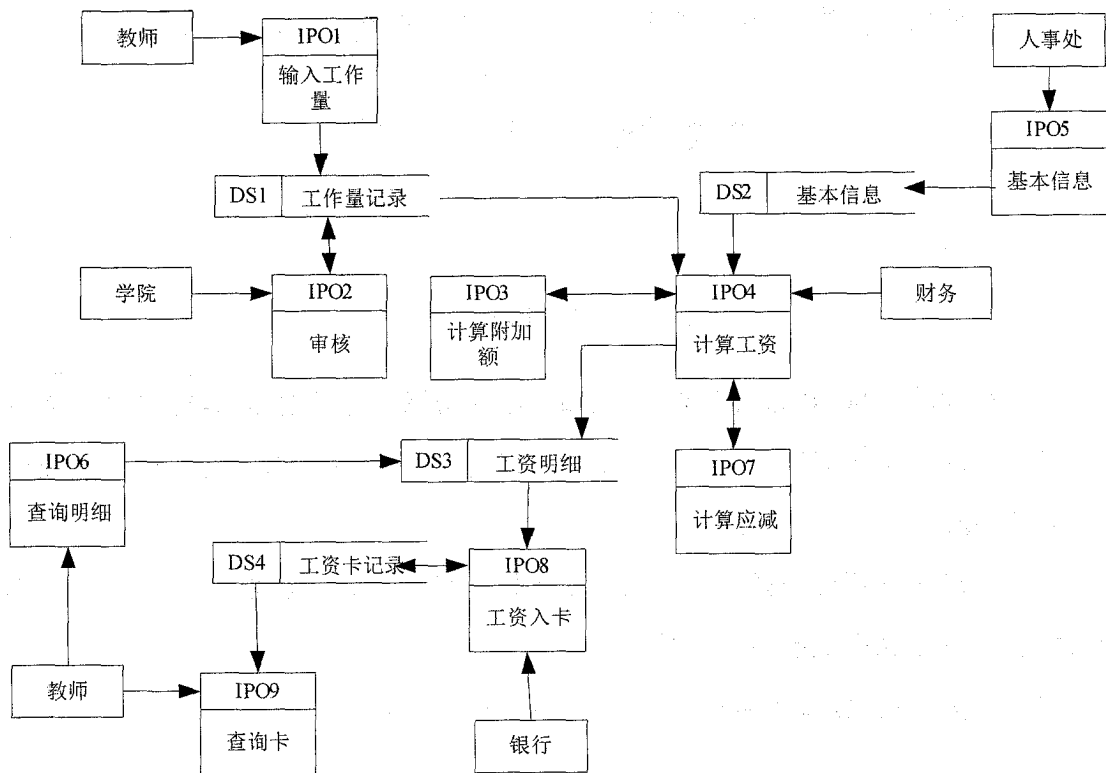 教师
IPO1
输入工作
量
人事处
IPO5
基本信息
DS1
工作量记录
DS2
基本信息
学院
IPO2
审核
IPO3
计算附加
额
IPO4
计算工资
财务
IPO6
查询明细
DS3
工资明细
IPO7
计算应减
DS4
工资卡记录
IPO8
工资入卡
教师
IPO9
查询卡
银行